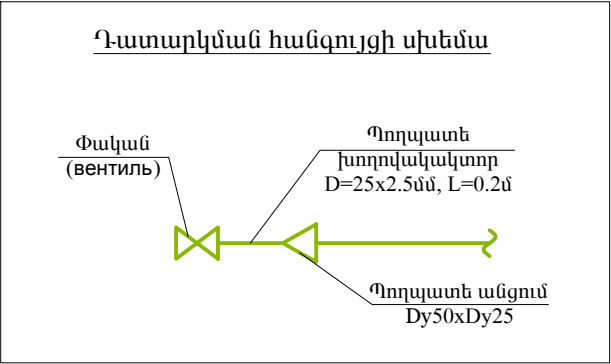 Դատարկման հանգույցի սխեմա
Փական
(вентиль)
Պողպատե
խողովակակտոր
D=25x2.5մմ, L=0.2մ
Պողպատե անցում
Dy50xDy25